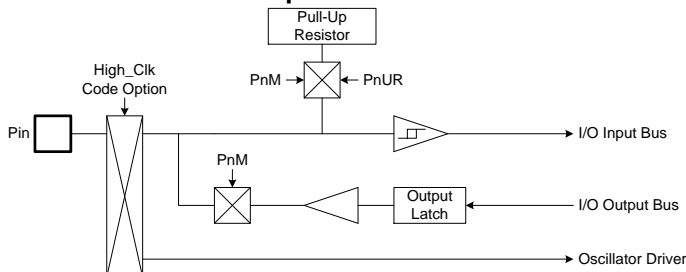 Pull-Up
Resistor
High_Clk
Code Option
PnM
PnUR
Pin
I/O Input Bus
PnM
Output
Latch
I/O Output Bus
Oscillator Driver